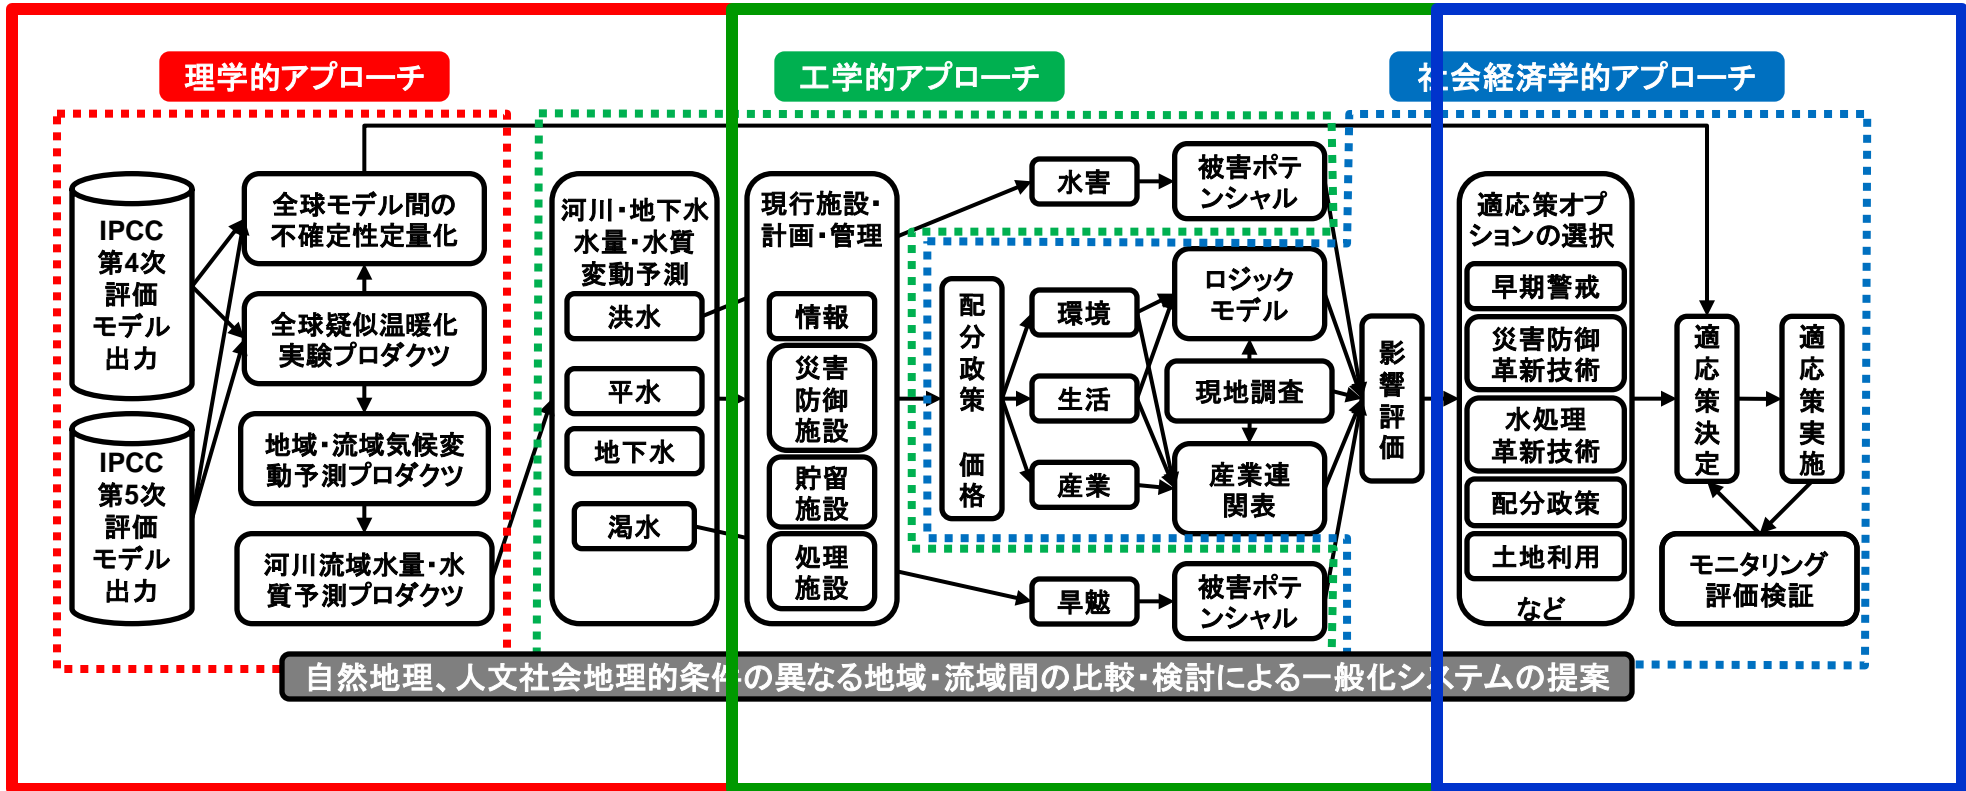 理学的アプローチ
工学的アプローチ
社会経済学的アプローチ
IPCC
第4次
評価
モデル
出力
IPCC
第5次
評価
モデル
出力
全球モデル間の
不確定性定量化
全球疑似温暖化
実験プロダクツ
地域・流域気候変
動予測プロダクツ
河川流域水量・水
質予測プロダクツ
河川・地下水
水量・水質
変動予測
洪水
平水
地下水
渇水
現行施設・
計画・管理
情報
災害
防御
施設
貯留
施設
処理
施設
配分政策 価格
水害
環境
生活
産業
旱魃
被害ポテ
ンシャル
ロジック
モデル
現地調査
産業連
関表
被害ポテ
ンシャル
影響評価
適応策オプ
ションの選択
早期警戒
災害防御
革新技術
水処理
革新技術
配分政策
土地利用
など
適応策決定
適応策実施
モニタリング
評価検証
自然地理、人文社会地理的条件の異なる地域・流域間の比較・検討による一般化システムの提案